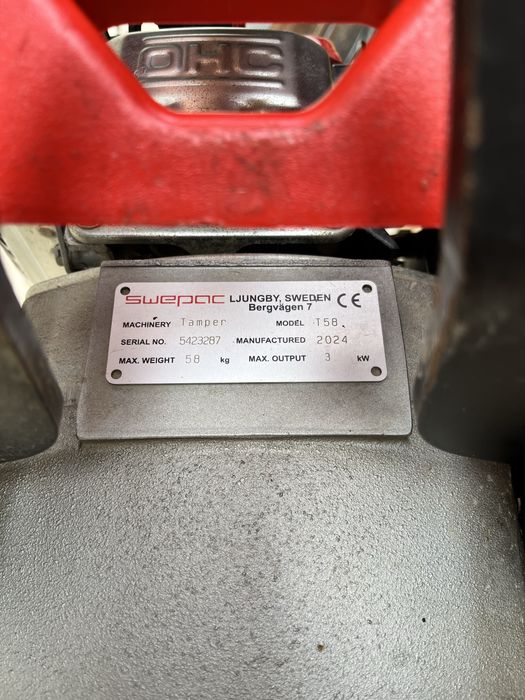 OHC
swepac LJUNGBY, SWEDEN CE
Bergvägen 7
MACHINERY Tamper MODEL T58
SERIAL NO. 5423287 MANUFACTURED 2024
MAX. WEIGHT 58 kg MAX. OUTPUT 3 kW